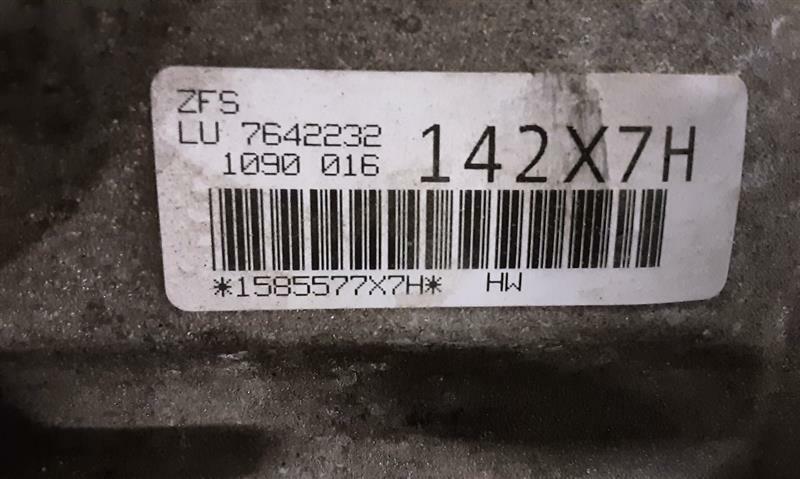 ZFS
LU 7642232
1090 016
142X7H
*1585577X7H* HW